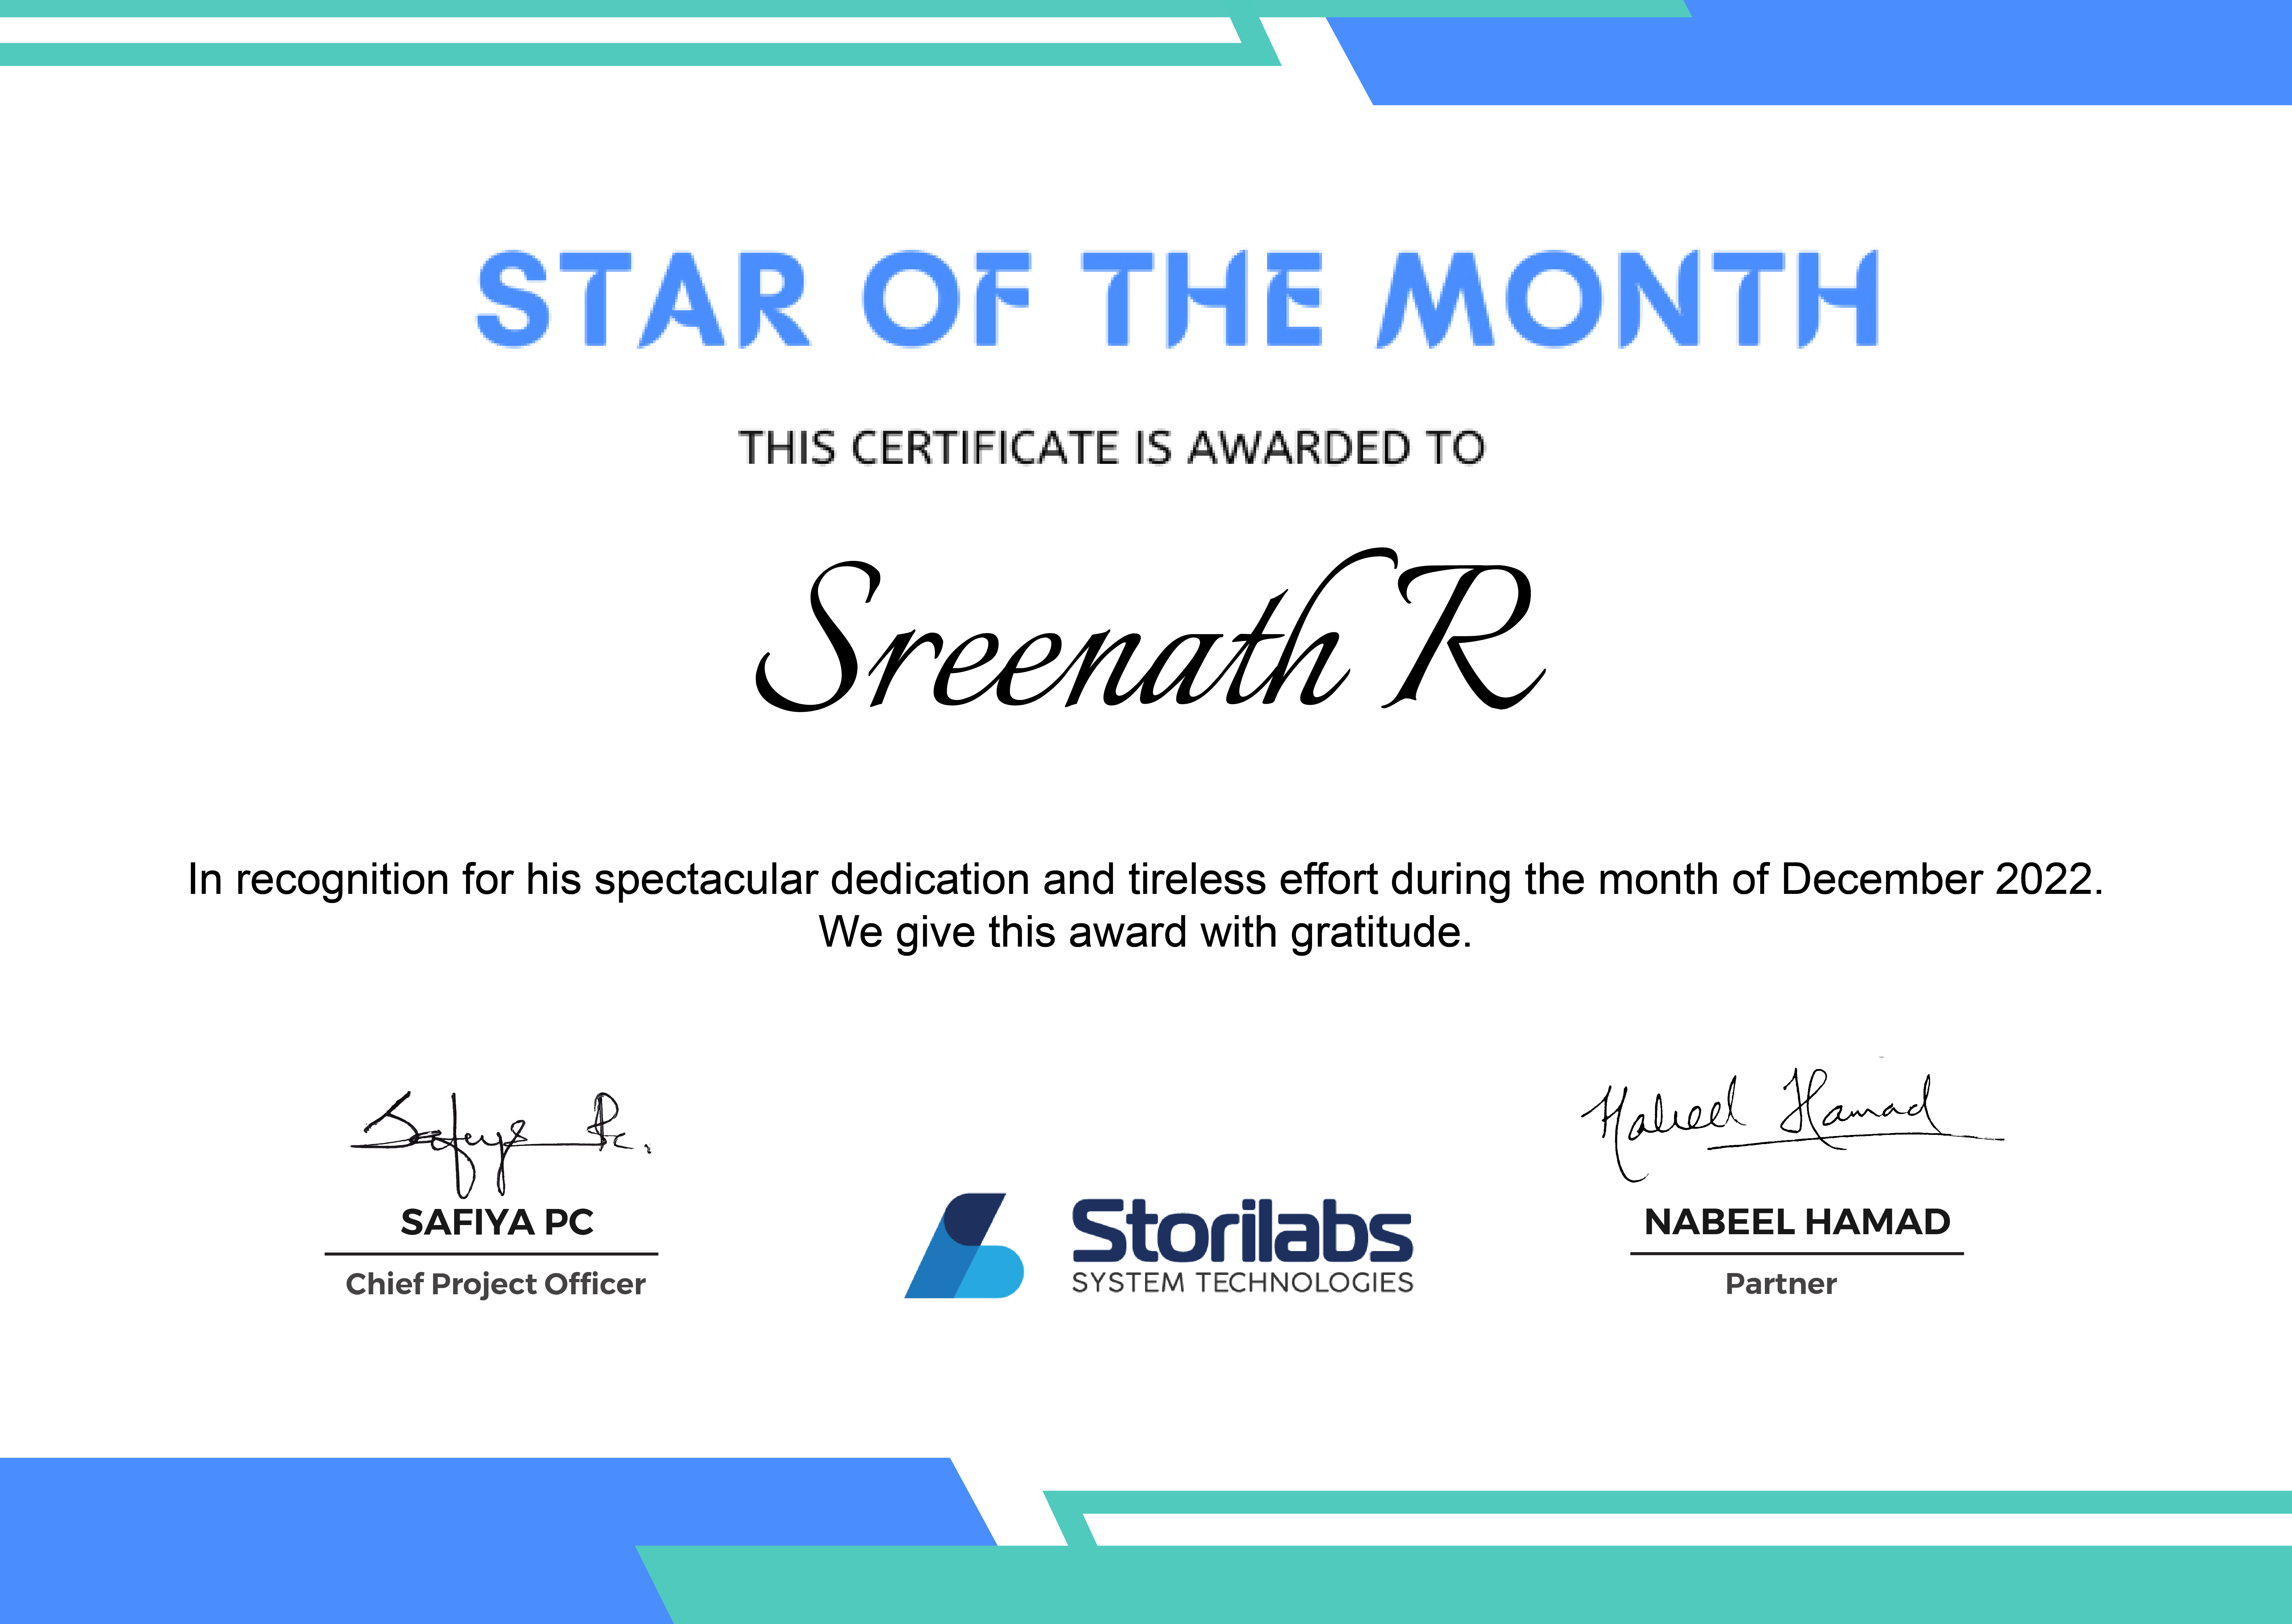 STAR OF THE MONTH
THIS CERTIFICATE IS AWARDED TO
Sreenath R
In recognition for his spectacular dedication and tireless effort during the month of December 2022.
We give this award with gratitude.
Safiya Pc.
SAFIYA PC
Chief Project Officer
Storilabs
SYSTEM TECHNOLOGIES
Nabeel Hamad
NABEEL HAMAD
Partner